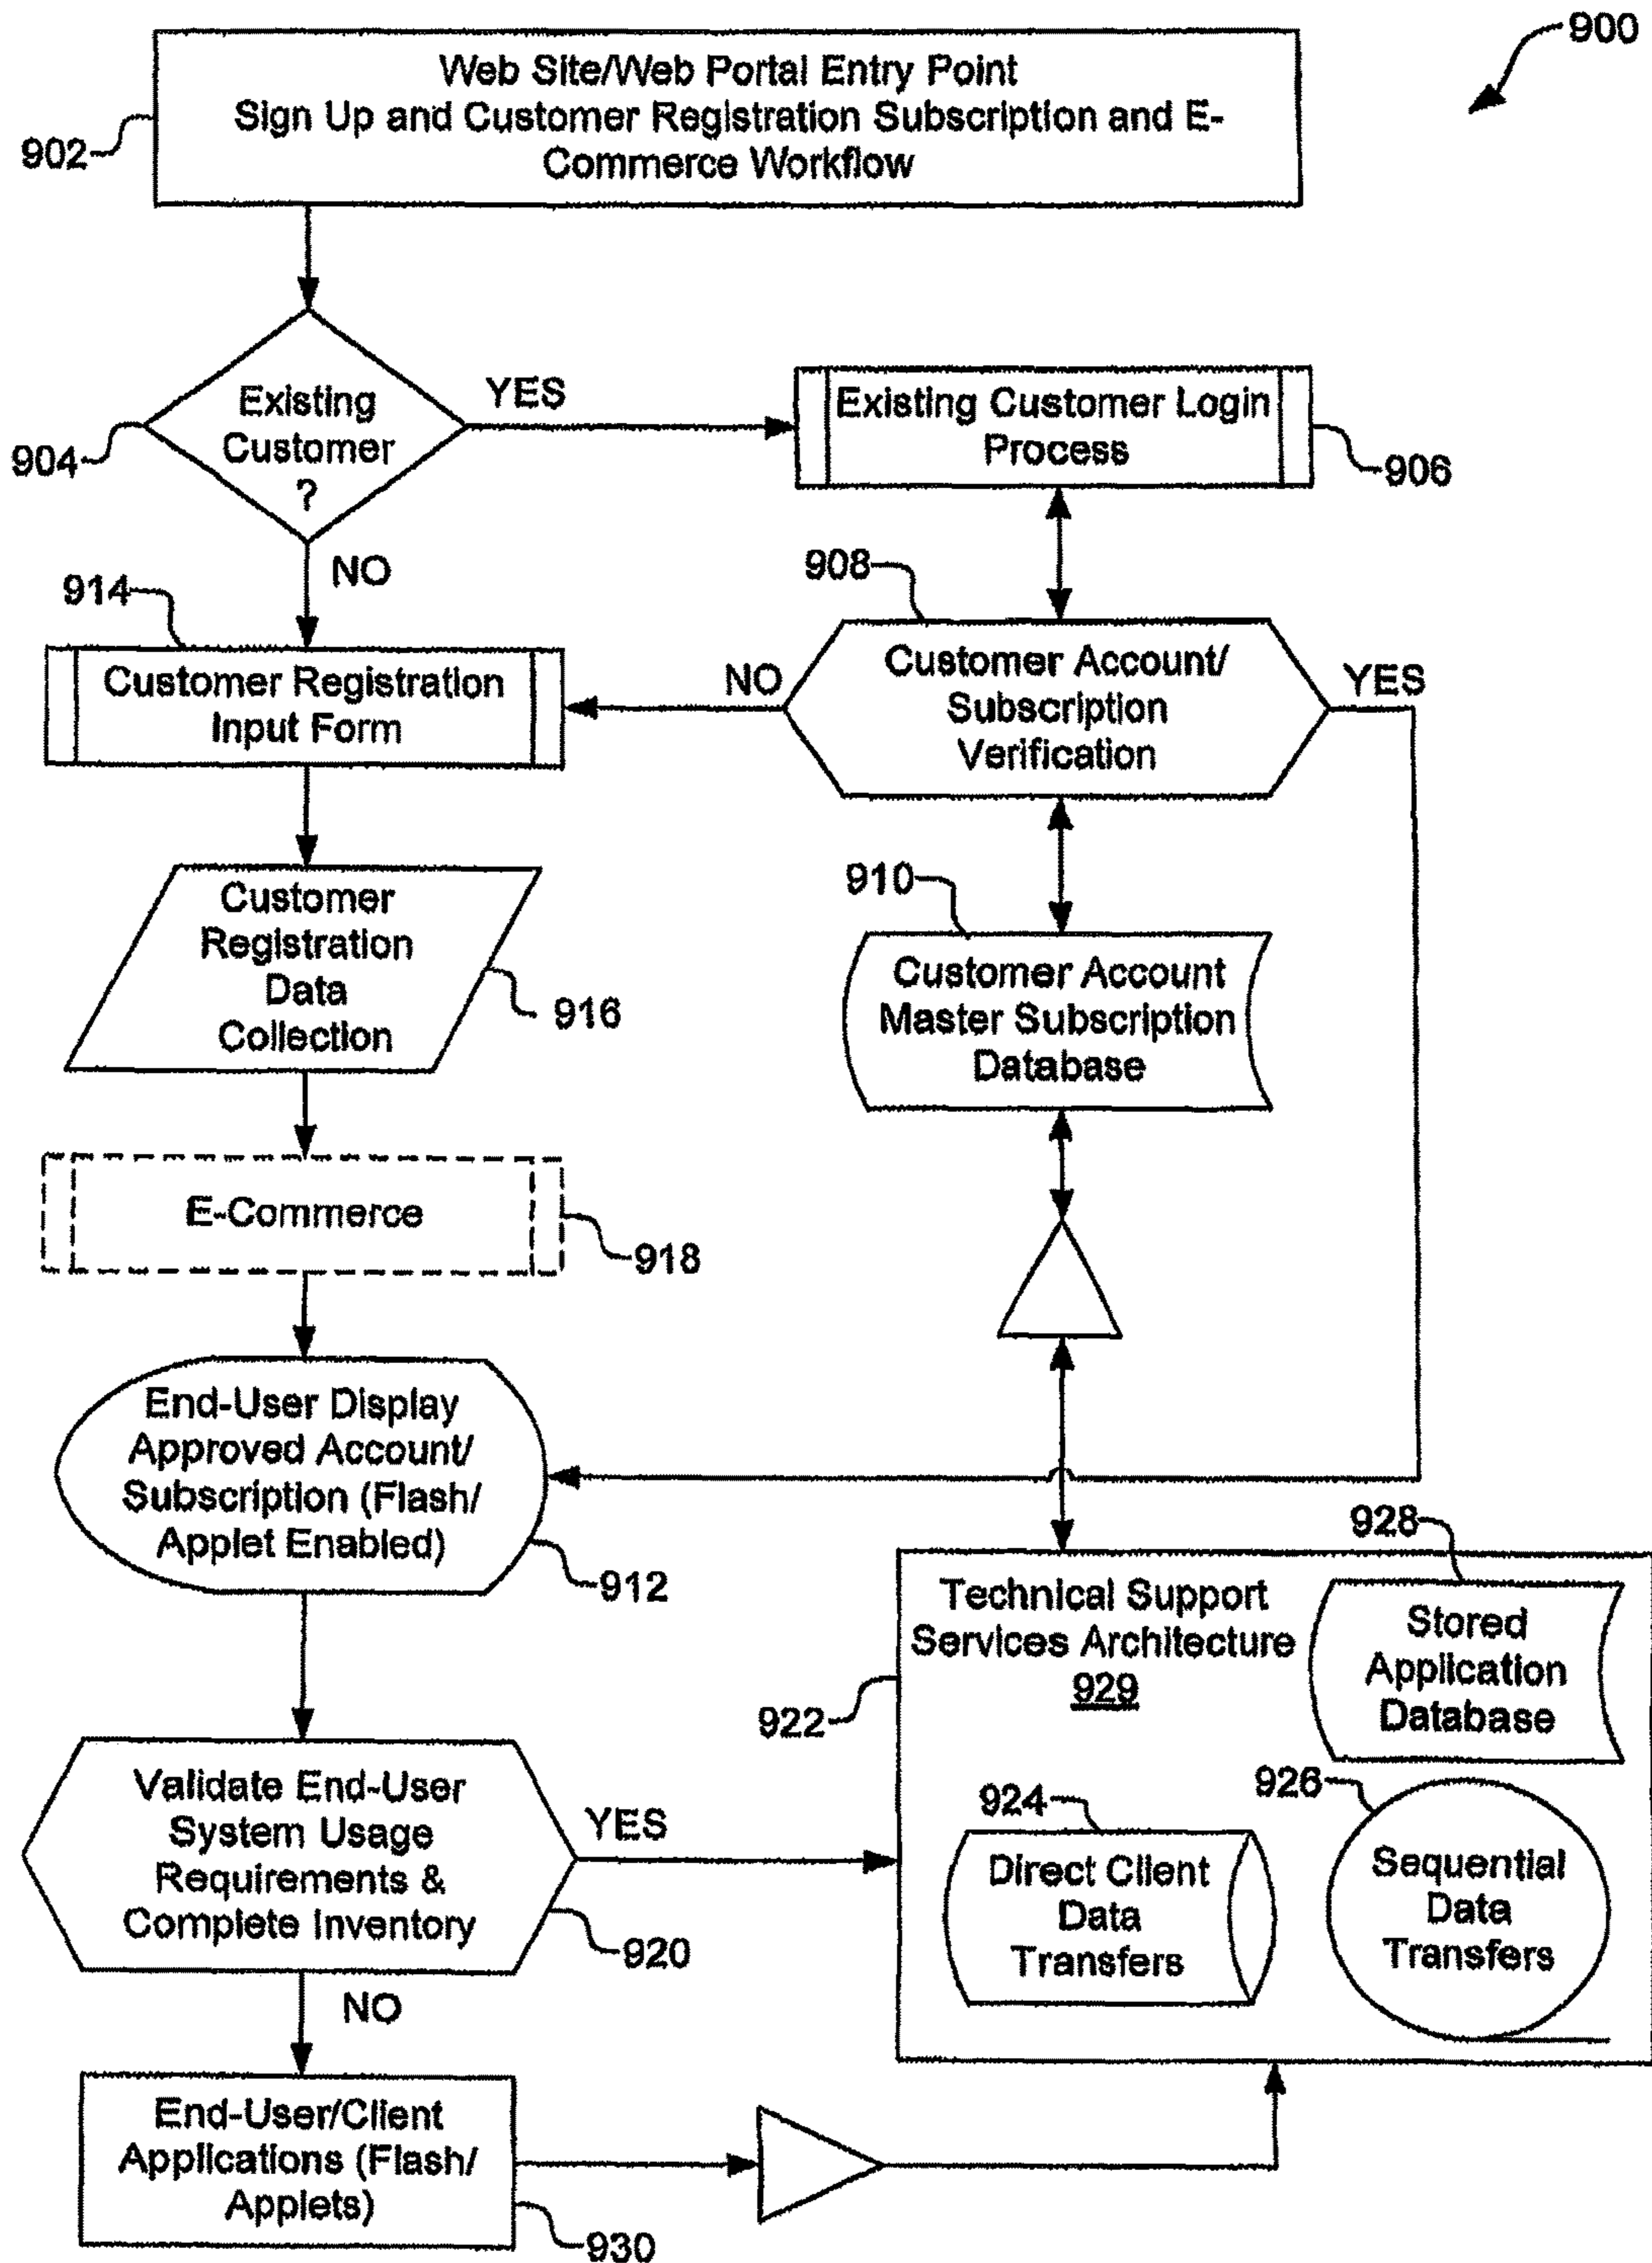 900
Web Site/Web Portal Entry Point
Sign Up and Customer Registration Subscription and E-
Commerce Workflow
902
Existing
Customer
?
904
YES
Existing Customer Login
Process
906
NO
908
914
Customer Registration
Input Form
NO
Customer Account/
Subscription
Verification
YES
Customer
Registration
Data
Collection
916
910
Customer Account
Master Subscription
Database
E-Commerce
918
End-User Display
Approved Account/
Subscription (Flash/
Applet Enabled)
912
Technical Support
Services Architecture
929
922
928
Stored
Application
Database
924
Direct Client
Data
Transfers
926
Sequential
Data
Transfers
Validate End-User
System Usage
Requirements &
Complete Inventory
920
YES
NO
End-User/Client
Applications (Flash/
Applets)
930